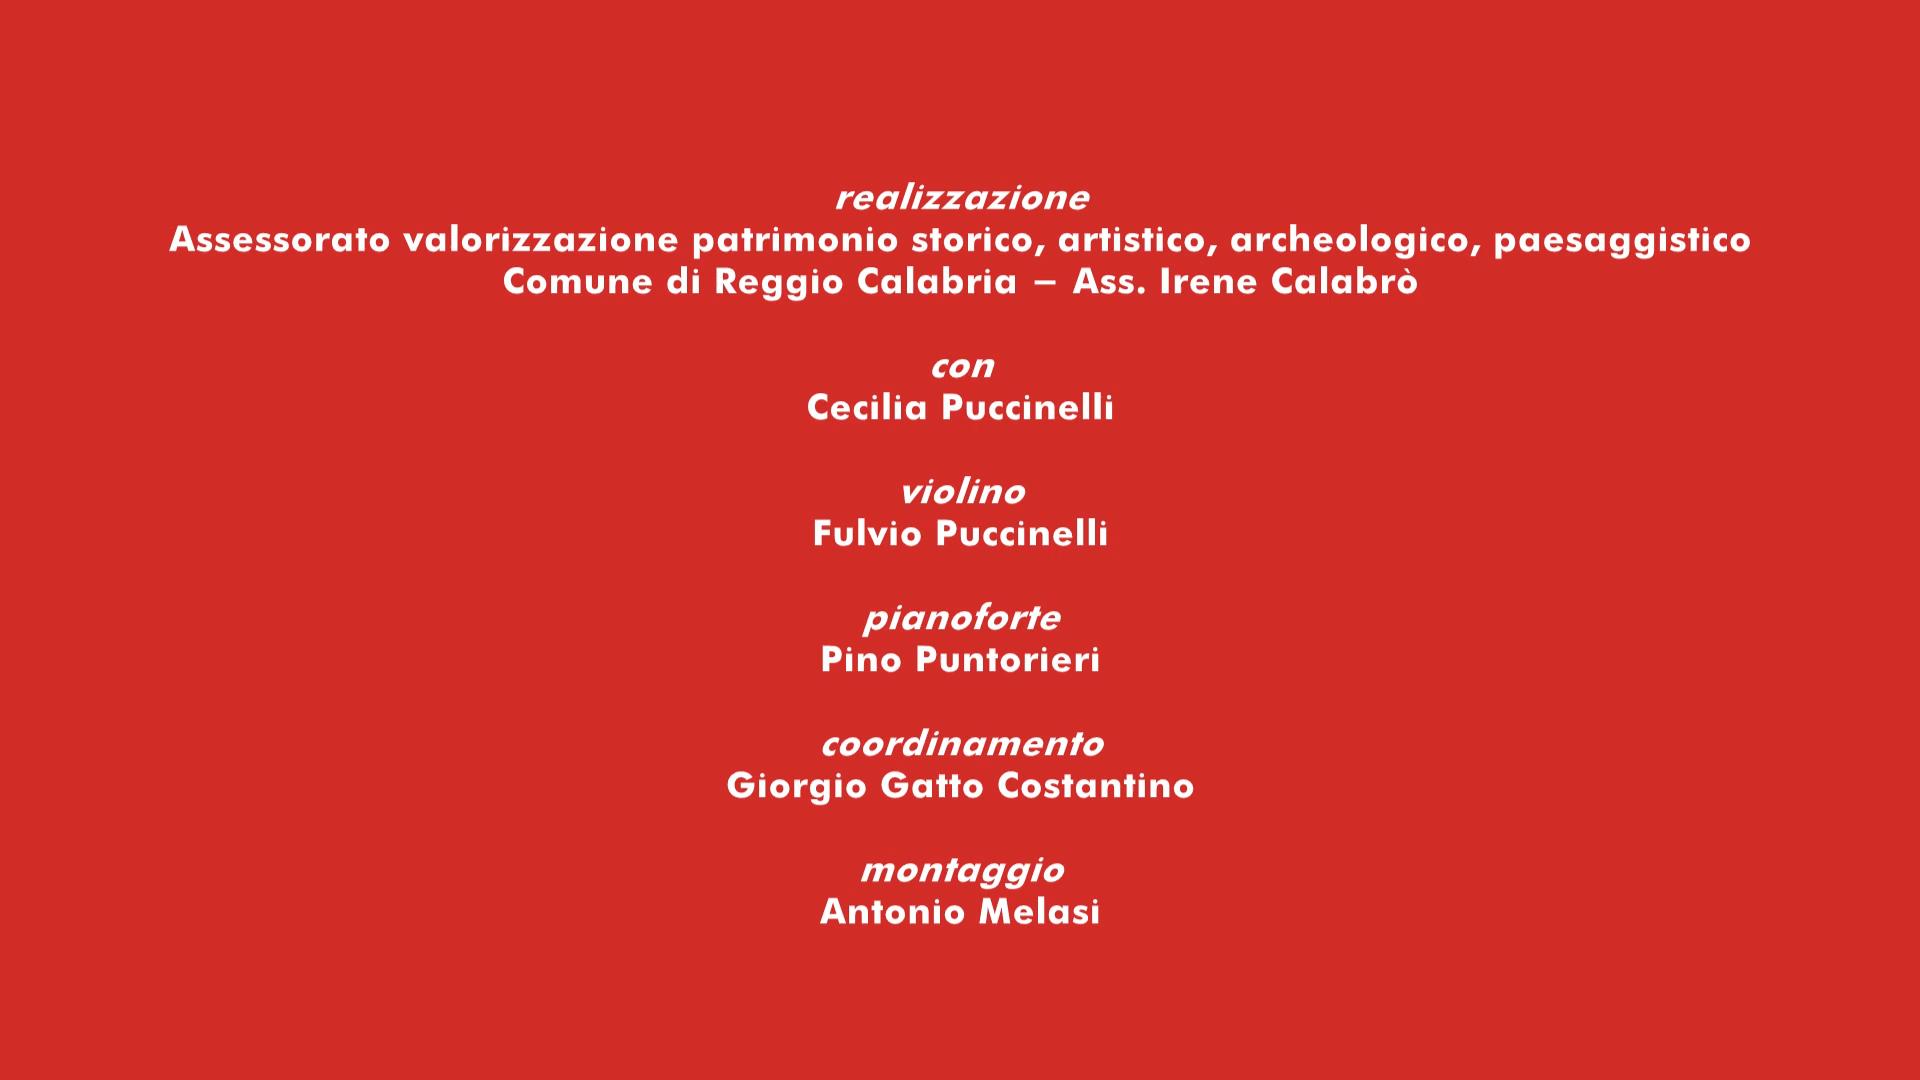 realizzazione
Assessorato valorizzazione patrimonio storico, artistico, archeologico, paesaggistico
Comune di Reggio Calabria – Ass. Irene Calabrò
con
Cecilia Puccinelli
violino
Fulvio Puccinelli
pianoforte
Pino Puntorieri
coordinamento
Giorgio Gatto Costantino
montaggio
Antonio Melasi